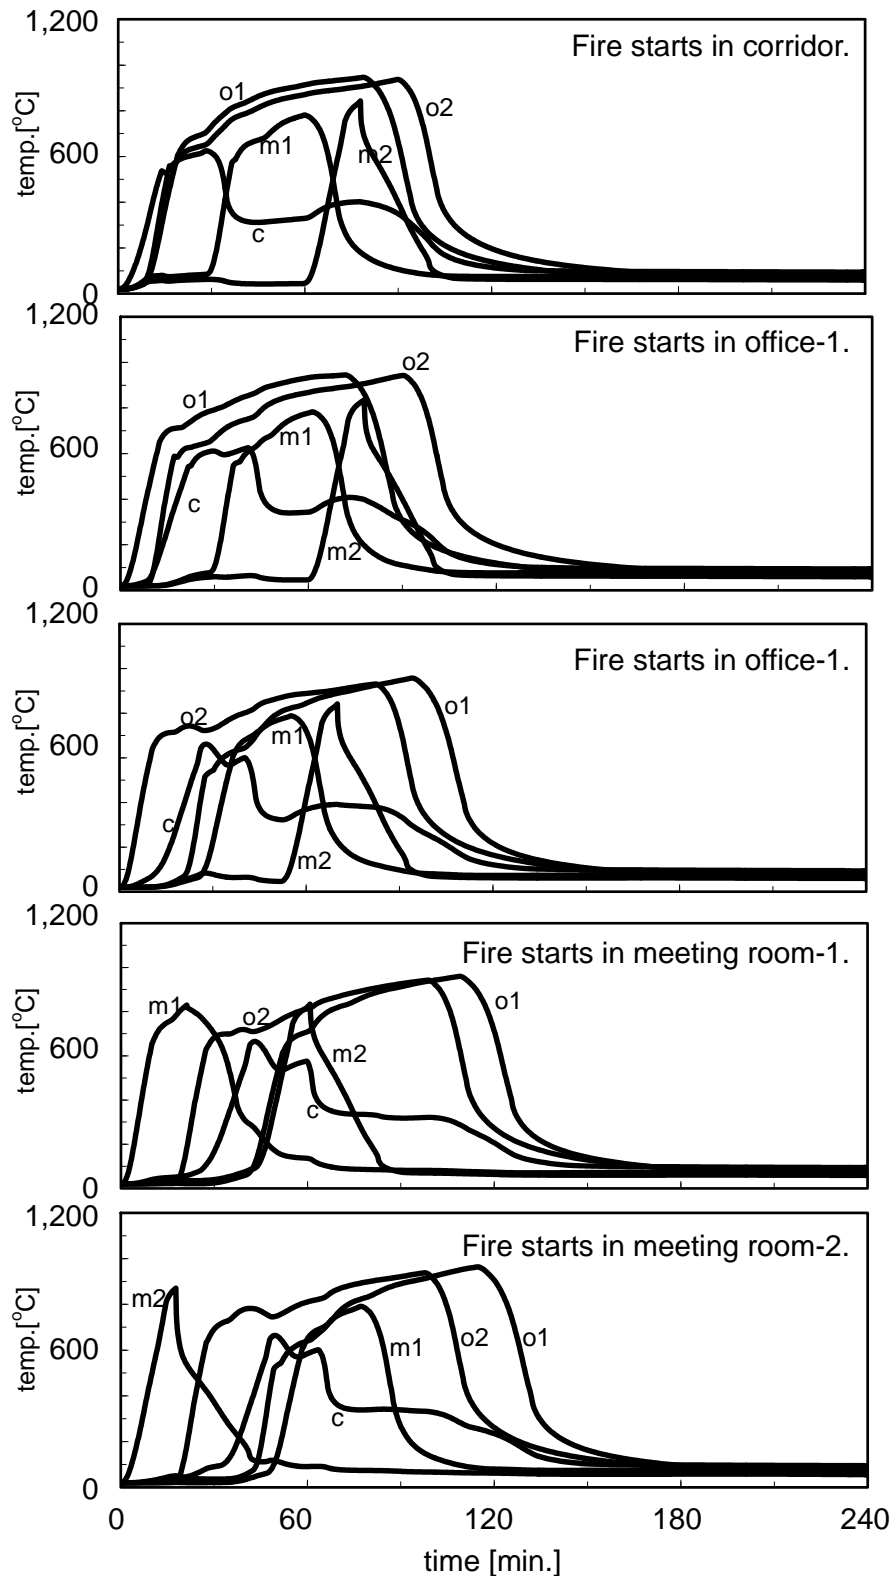 1,200
Fire starts in corridor.
o1
o2
temp.[°C]
600
m1
m2
c
0
1,200
Fire starts in office-1.
o2
o1
temp.[°C]
600
m1
c
m2
0
1,200
Fire starts in office-1.
o2
o1
m1
temp.[°C]
600
c
m2
0
1,200
Fire starts in meeting room-1.
m1
o2
o1
temp.[°C]
600
m2
c
0
1,200
Fire starts in meeting room-2.
m2
temp.[°C]
600
m1
o2
o1
c
0
0
60
120
180
240
time [min.]